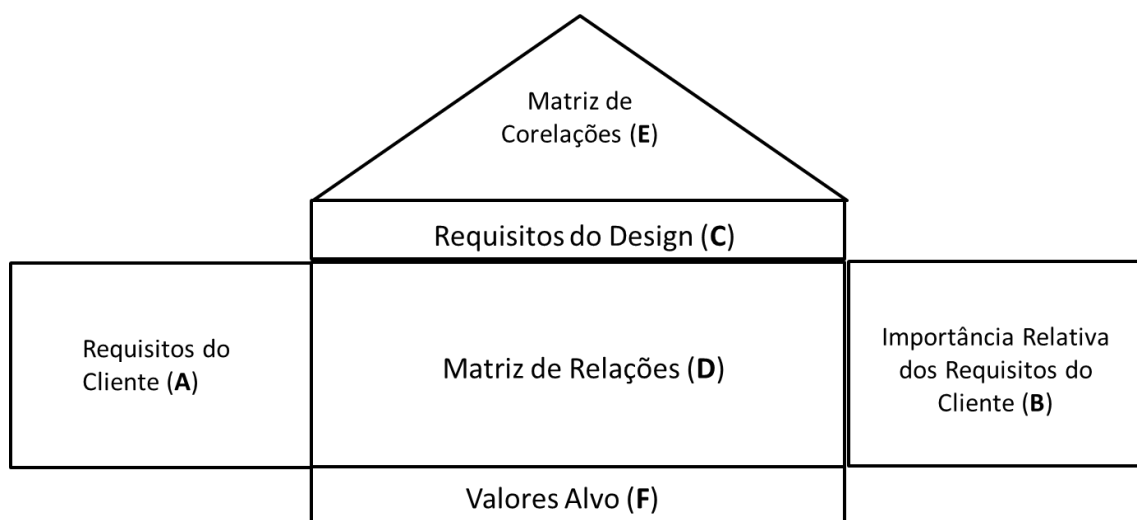 Matriz de
Corelações (E)
Requisitos do Design (C)
Requisitos do
Cliente (A)
Matriz de Relações (D)
Importância Relativa
dos Requisitos do
Cliente (B)
Valores Alvo (F)